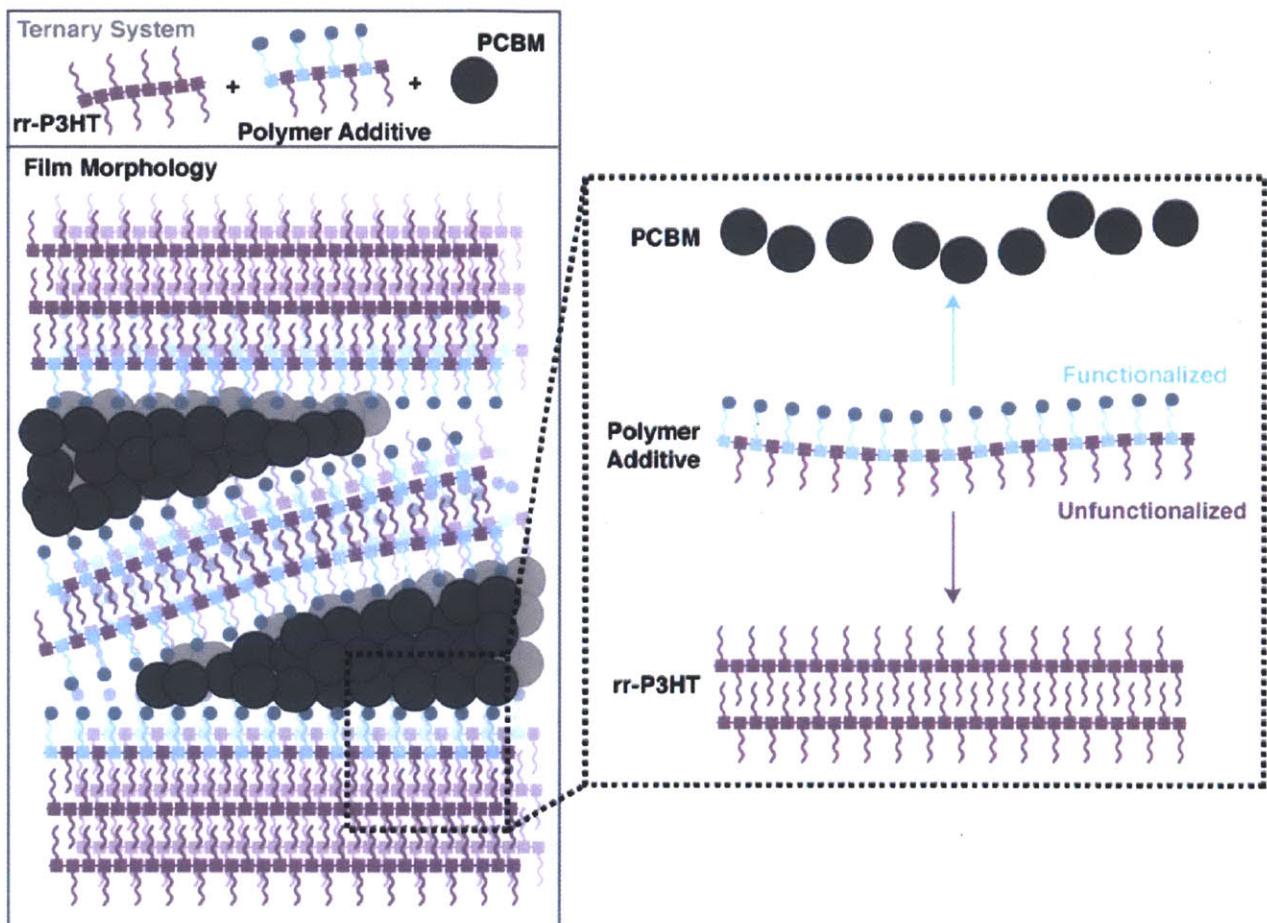 Ternary System
PCBM
+
+
rr-P3HT
Polymer Additive
Film Morphology
PCBM
Functionalized
Polymer
Additive
Unfunctionalized
rr-P3HT